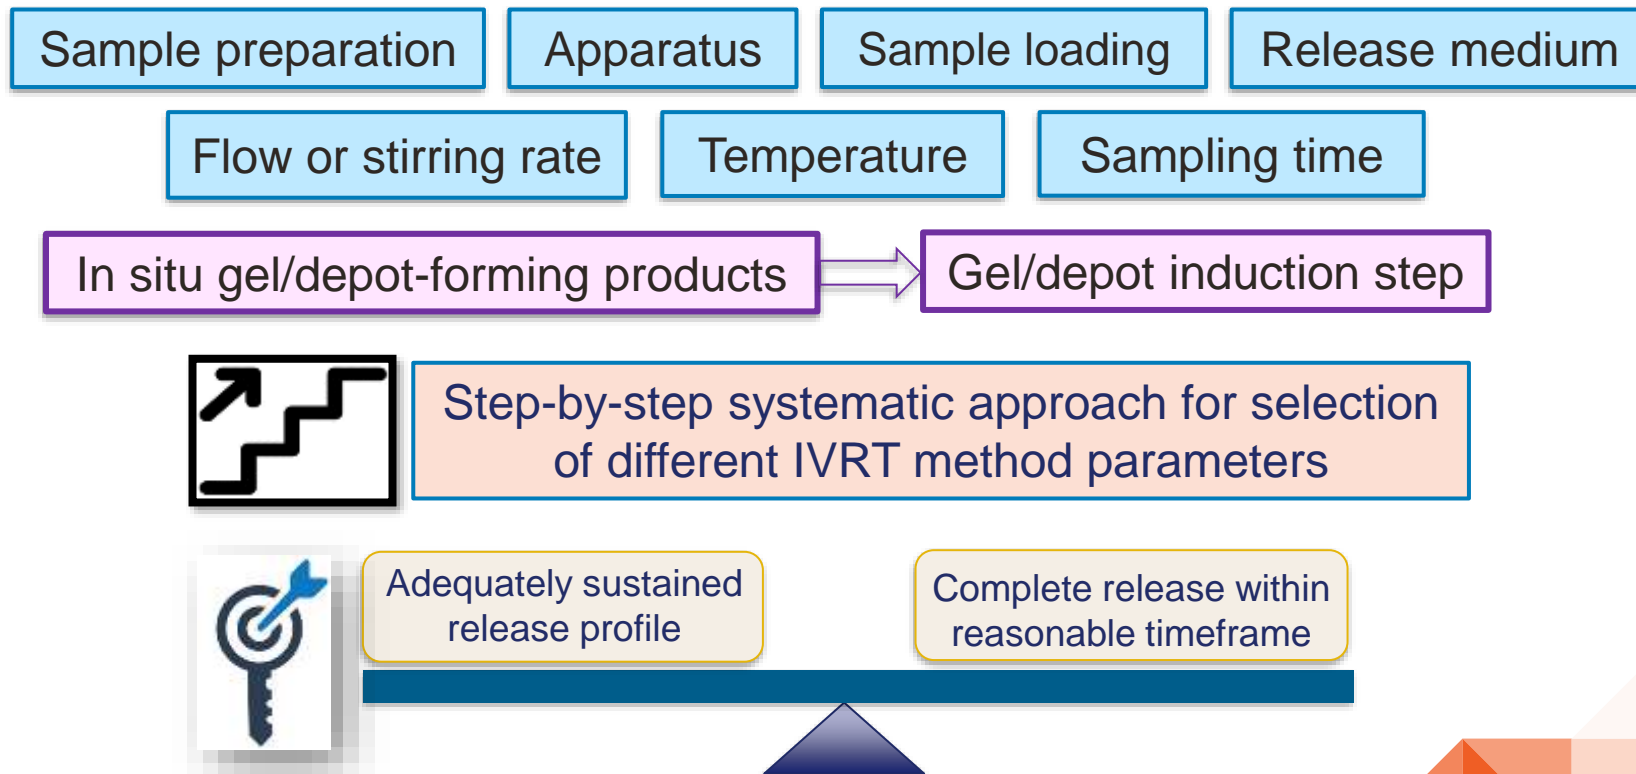 Sample preparation
Apparatus
Sample loading
Release medium
Flow or stirring rate
Temperature
Sampling time
In situ gel/depot-forming products
Gel/depot induction step
Step-by-step systematic approach for selection
of different IVRT method parameters
Adequately sustained
release profile
Complete release within
reasonable timeframe